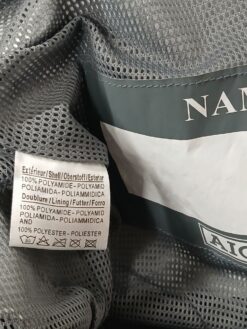 NAM
Extérieur/Shell/Oberstoff/Exterior
100% POLYAMIDE-POLYAMID
POLIAMIDA-POLIAMMIDICA
Doublure/Lining/Futter/Forro
100% POLYAMIDE-POLYAMID
POLIAMIDA-POLIAMMIDICA
AND
100% POLYESTER/POLIESTER
AIG